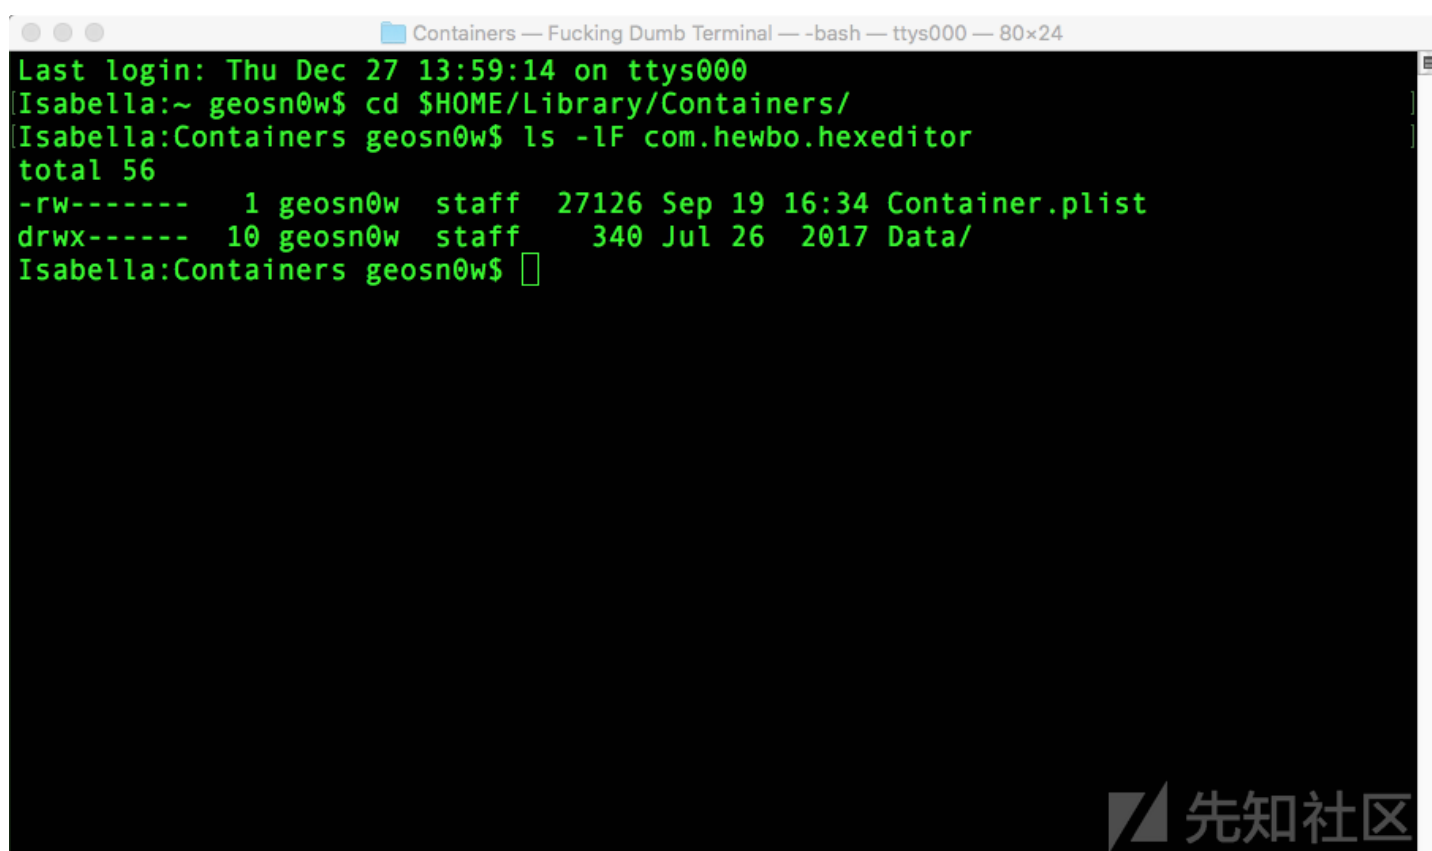 Containers — Fucking Dumb Terminal — -bash — ttys000 — 80×24
Last login: Thu Dec 27 13:59:14 on ttys000
[Isabella:~ geosn0w$ cd $HOME/Library/Containers/ ]
[Isabella:Containers geosn0w$ ls -lF com.hewbo.hexeditor ]
total 56
-rw-------   1 geosn0w  staff  27126 Sep 19 16:34 Container.plist
drwx------  10 geosn0w  staff    340 Jul 26  2017 Data/
Isabella:Containers geosn0w$
先知社区